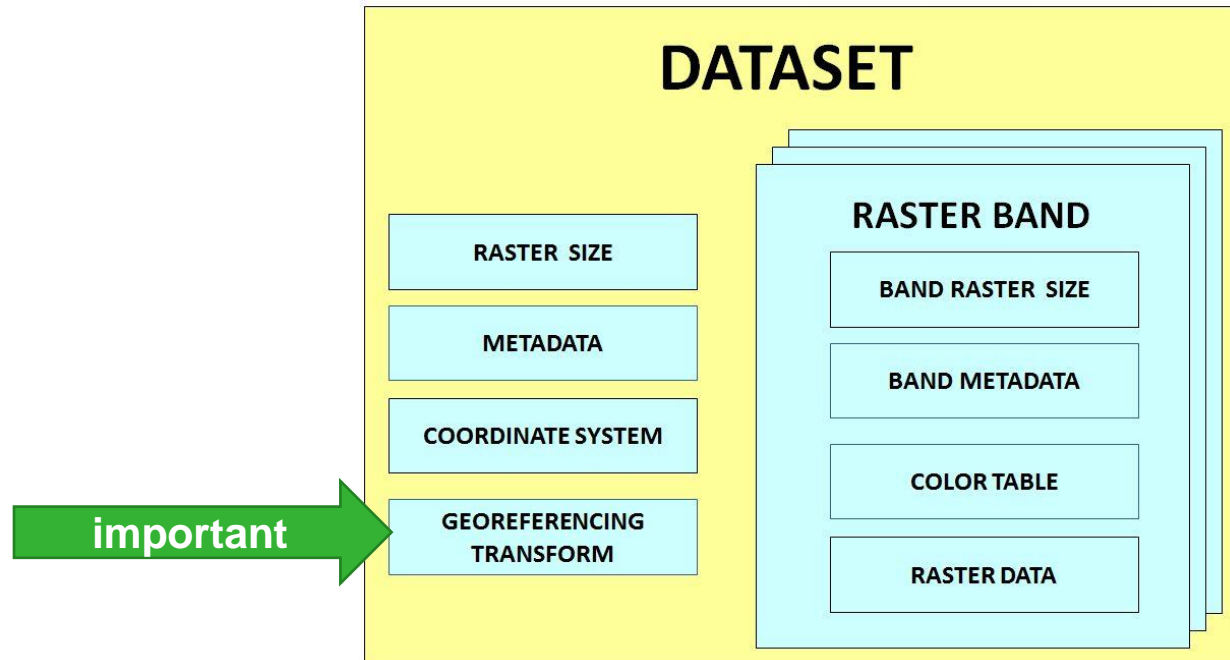 DATASET
RASTER SIZE
METADATA
COORDINATE SYSTEM
GEOREFERENCING
TRANSFORM
important
RASTER BAND
BAND RASTER SIZE
BAND METADATA
COLOR TABLE
RASTER DATA